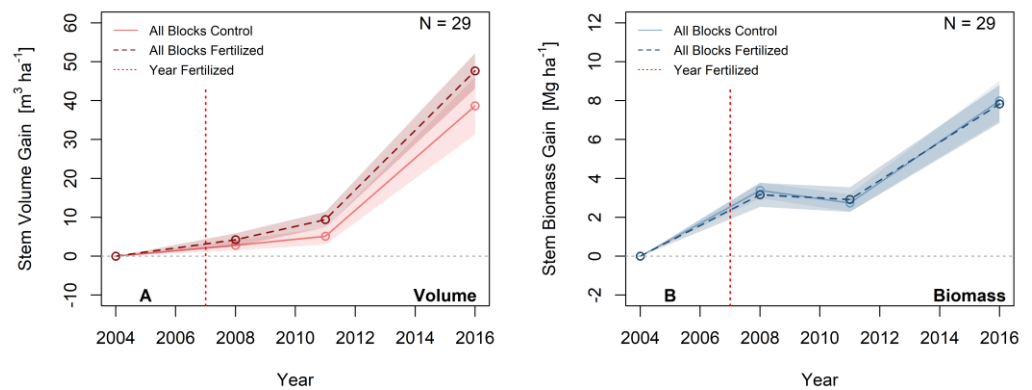 N = 29
All Blocks Control
All Blocks Fertilized
Year Fertilized
Stem Volume Gain [m³ ha⁻¹]
60
50
40
30
20
10
0
-10
A
Volume
2004 2006 2008 2010 2012 2014 2016
Year
N = 29
All Blocks Control
All Blocks Fertilized
Year Fertilized
Stem Biomass Gain [Mg ha⁻¹]
12
10
8
6
4
2
0
-2
B
Biomass
2004 2006 2008 2010 2012 2014 2016
Year